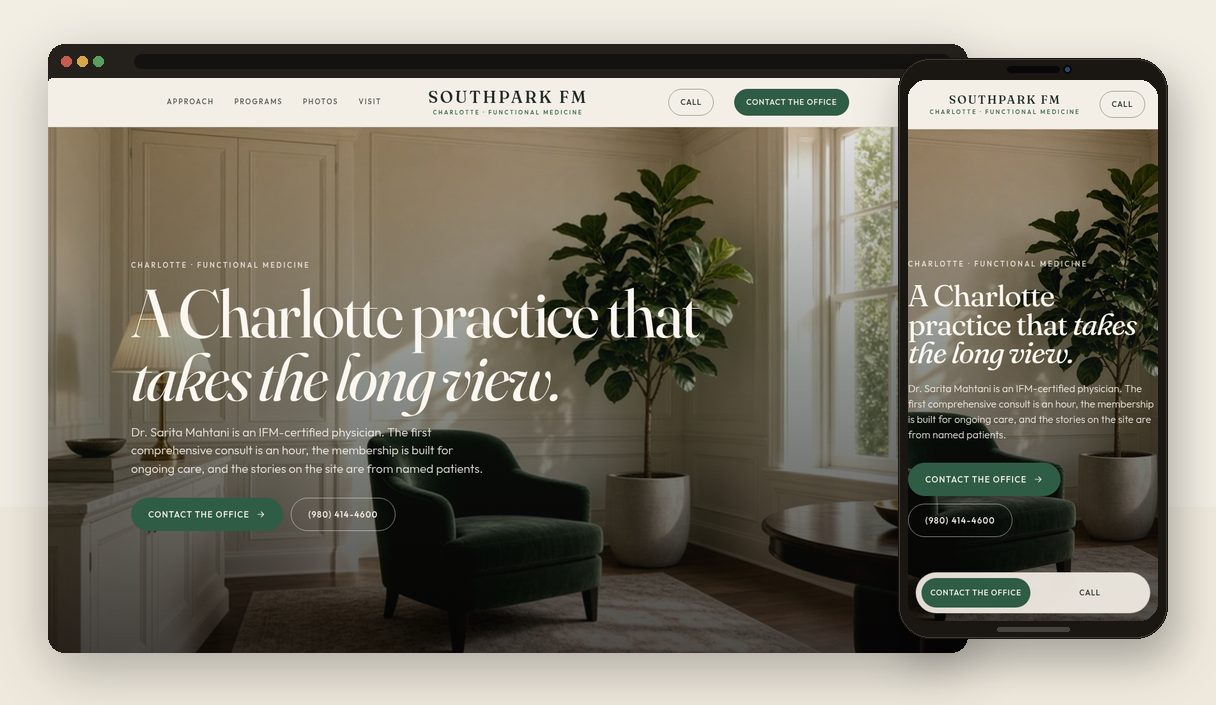 APPROACH PROGRAMS PHOTOS VISIT
SOUTHPARK FM
CHARLOTTE · FUNCTIONAL MEDICINE
CALL
CONTACT THE OFFICE
CHARLOTTE · FUNCTIONAL MEDICINE
A Charlotte practice that
takes the long view.
Dr. Sarita Mahtani is an IFM-certified physician. The first
comprehensive consult is an hour, the membership is built for
ongoing care, and the stories on the site are from named patients.
CONTACT THE OFFICE →
(980) 414-4600
SOUTHPARK FM
CHARLOTTE · FUNCTIONAL MEDICINE
CALL
CHARLOTTE · FUNCTIONAL MEDICINE
A Charlotte
practice that takes
the long view.
Dr. Sarita Mahtani is an IFM-certified physician. The
first comprehensive consult is an hour, the membership
is built for ongoing care, and the stories on the site are
from named patients.
CONTACT THE OFFICE →
(980) 414-4600
CONTACT THE OFFICE
CALL